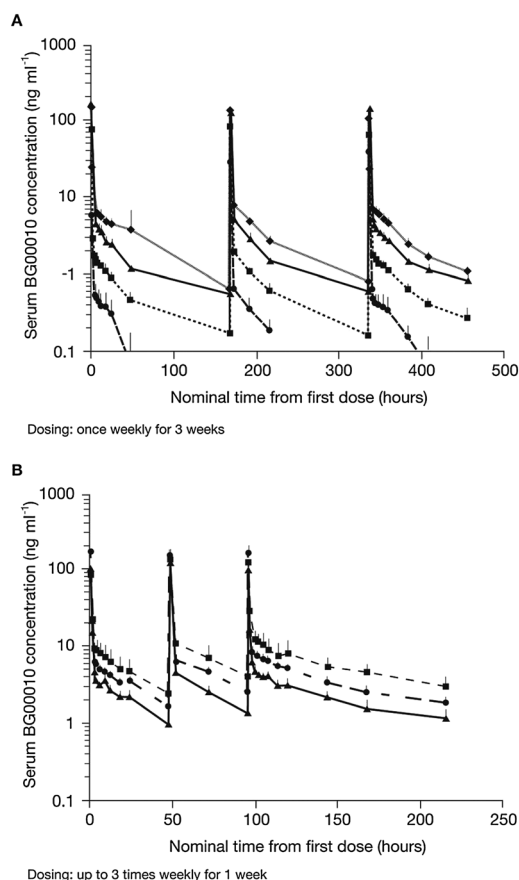 A
Serum BG00010 concentration (ng ml⁻¹)
1000
100
10
-1
0.1
0
100
200
300
400
500
Nominal time from first dose (hours)
Dosing: once weekly for 3 weeks
B
Serum BG00010 concentration (ng ml⁻¹)
1000
100
10
1
0.1
0
50
100
150
200
250
Nominal time from first dose (hours)
Dosing: up to 3 times weekly for 1 week